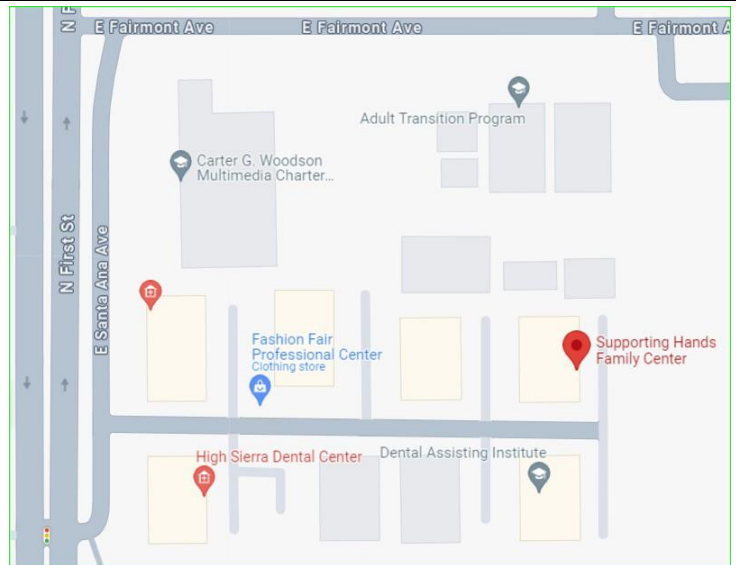 N F
E Fairmont Ave
E Fairmont Ave
E Fairmont A
Adult Transition Program
Carter G. Woodson
Multimedia Charter...
N First St
E Santa Ana Ave
Fashion Fair
Professional Center
Clothing store
Supporting Hands
Family Center
High Sierra Dental Center
Dental Assisting Institute